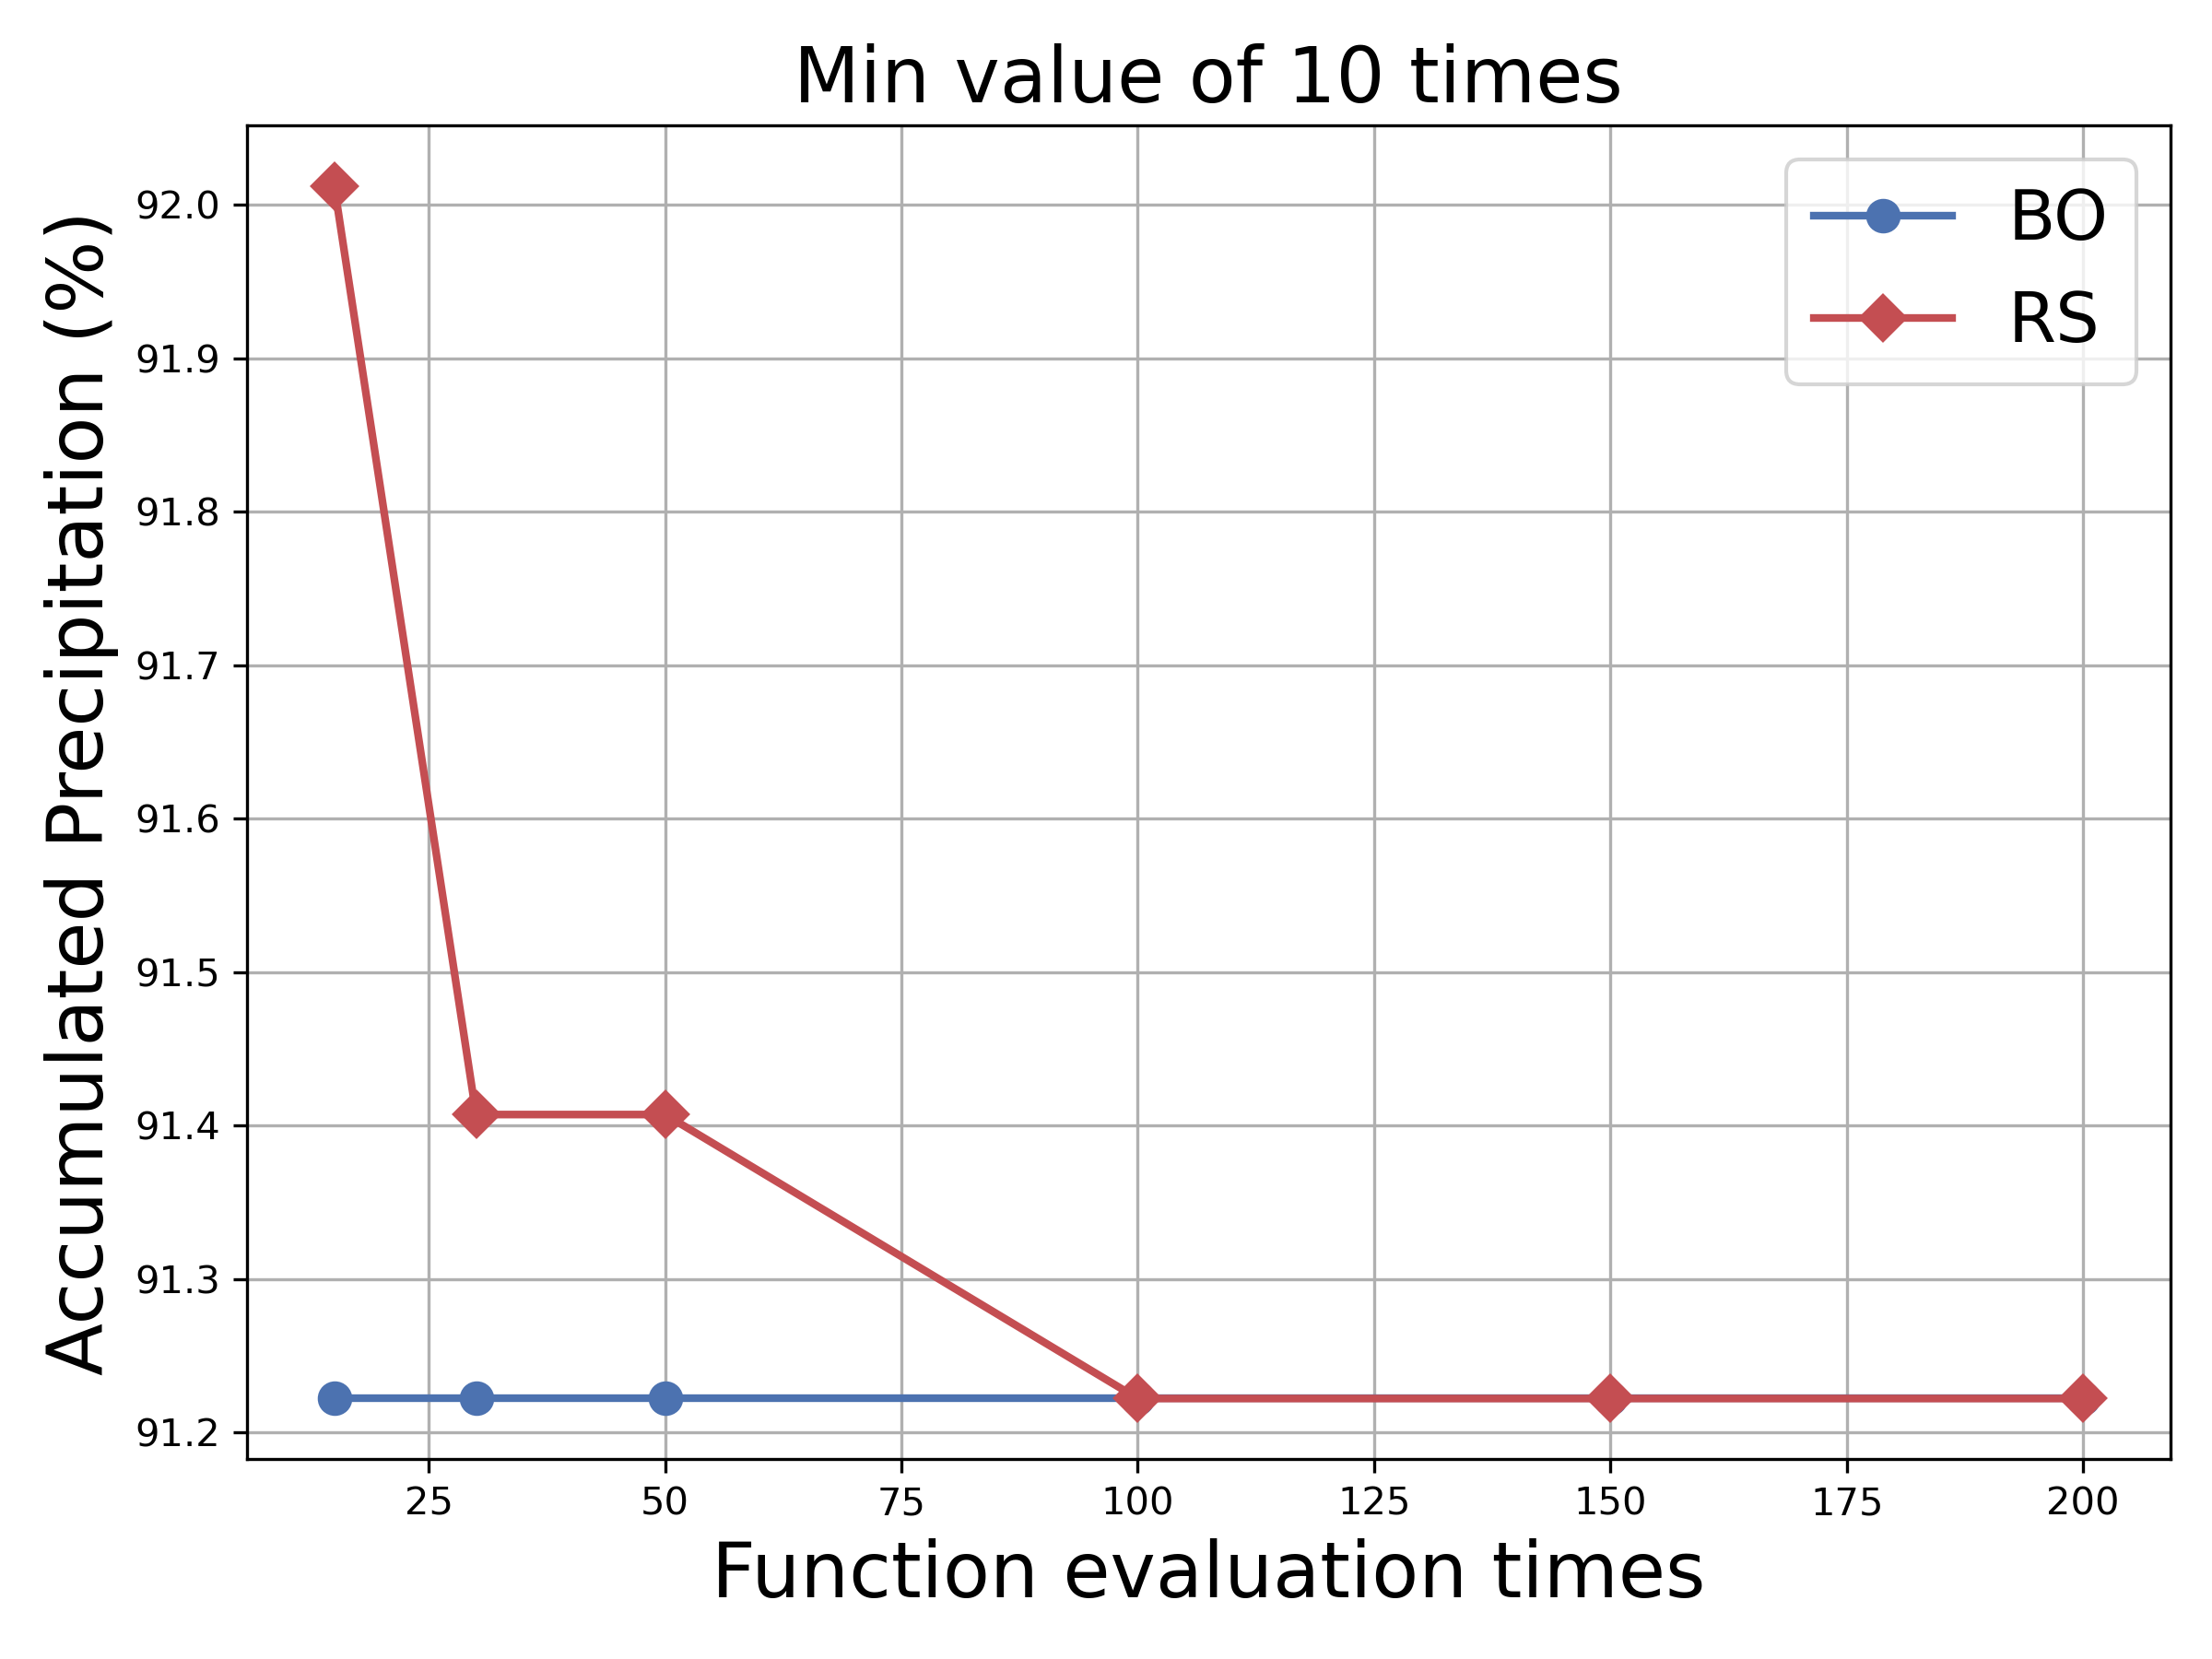 Min value of 10 times
BO
RS
Accumulated Precipitation (%)
92.0
91.9
91.8
91.7
91.6
91.5
91.4
91.3
91.2
25 50 75 100 125 150 175 200
Function evaluation times